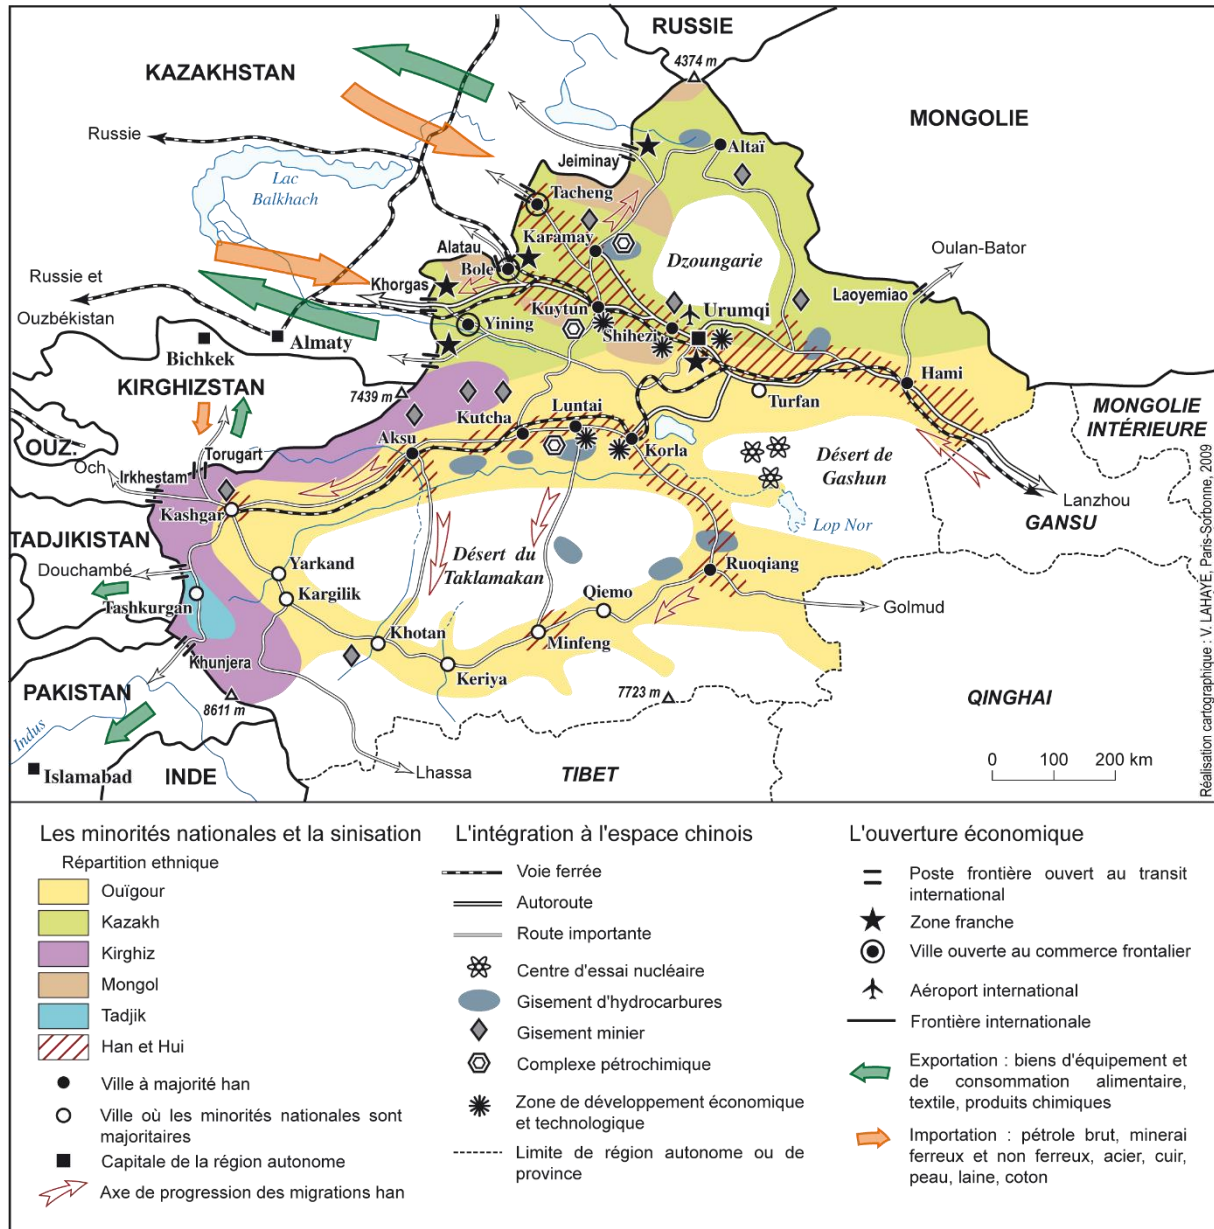 RUSSIE
4374 m
KAZAKHSTAN
MONGOLIE
Russie
Altaï
Jeiminay
Lac
Balkhach
Tacheng
Karamay
Oulan-Bator
Alatau
Bole
Dzoungarie
Russie et
Ouzbékistan
Khorgas
Laoyemiao
Kuytun
Urumqi
Yining
Shihezi
Almaty
Bichkek
KIRGHIZSTAN
7439 m
Hami
Turfan
Luntai
Kutcha
MONGOLIE
INTÉRIEURE
OUZ.
Aksu
Korla
Désert de
Gashun
Och
Torugart
Irkhestam
Lanzhou
GANSU
Kashgar
Lop Nor
TADJIKISTAN
Douchambé
Yarkand
Désert du
Taklamakan
Ruoqiang
Kargilik
Qiemo
Tashkurgan
Golmud
Khotan
Minfeng
Khunjera
Keriya
PAKISTAN
8611 m
7723 m
QINGHAI
Indus
Islamabad
INDE
Lhassa
TIBET
0 100 200 km
Réalisation cartographique : V. LAHAYE, Paris-Sorbonne, 2009
Les minorités nationales et la sinisation
Répartition ethnique
Ouïgour
Kazakh
Kirghiz
Mongol
Tadjik
Han et Hui
Ville à majorité han
Ville où les minorités nationales sont
majoritaires
Capitale de la région autonome
Axe de progression des migrations han
L'intégration à l'espace chinois
Voie ferrée
Autoroute
Route importante
Centre d'essai nucléaire
Gisement d'hydrocarbures
Gisement minier
Complexe pétrochimique
Zone de développement économique
et technologique
Limite de région autonome ou de
province
L'ouverture économique
Poste frontière ouvert au transit
international
Zone franche
Ville ouverte au commerce frontalier
Aéroport international
Frontière internationale
Exportation : biens d'équipement et
de consommation alimentaire,
textile, produits chimiques
Importation : pétrole brut, minerai
ferreux et non ferreux, acier, cuir,
peau, laine, coton